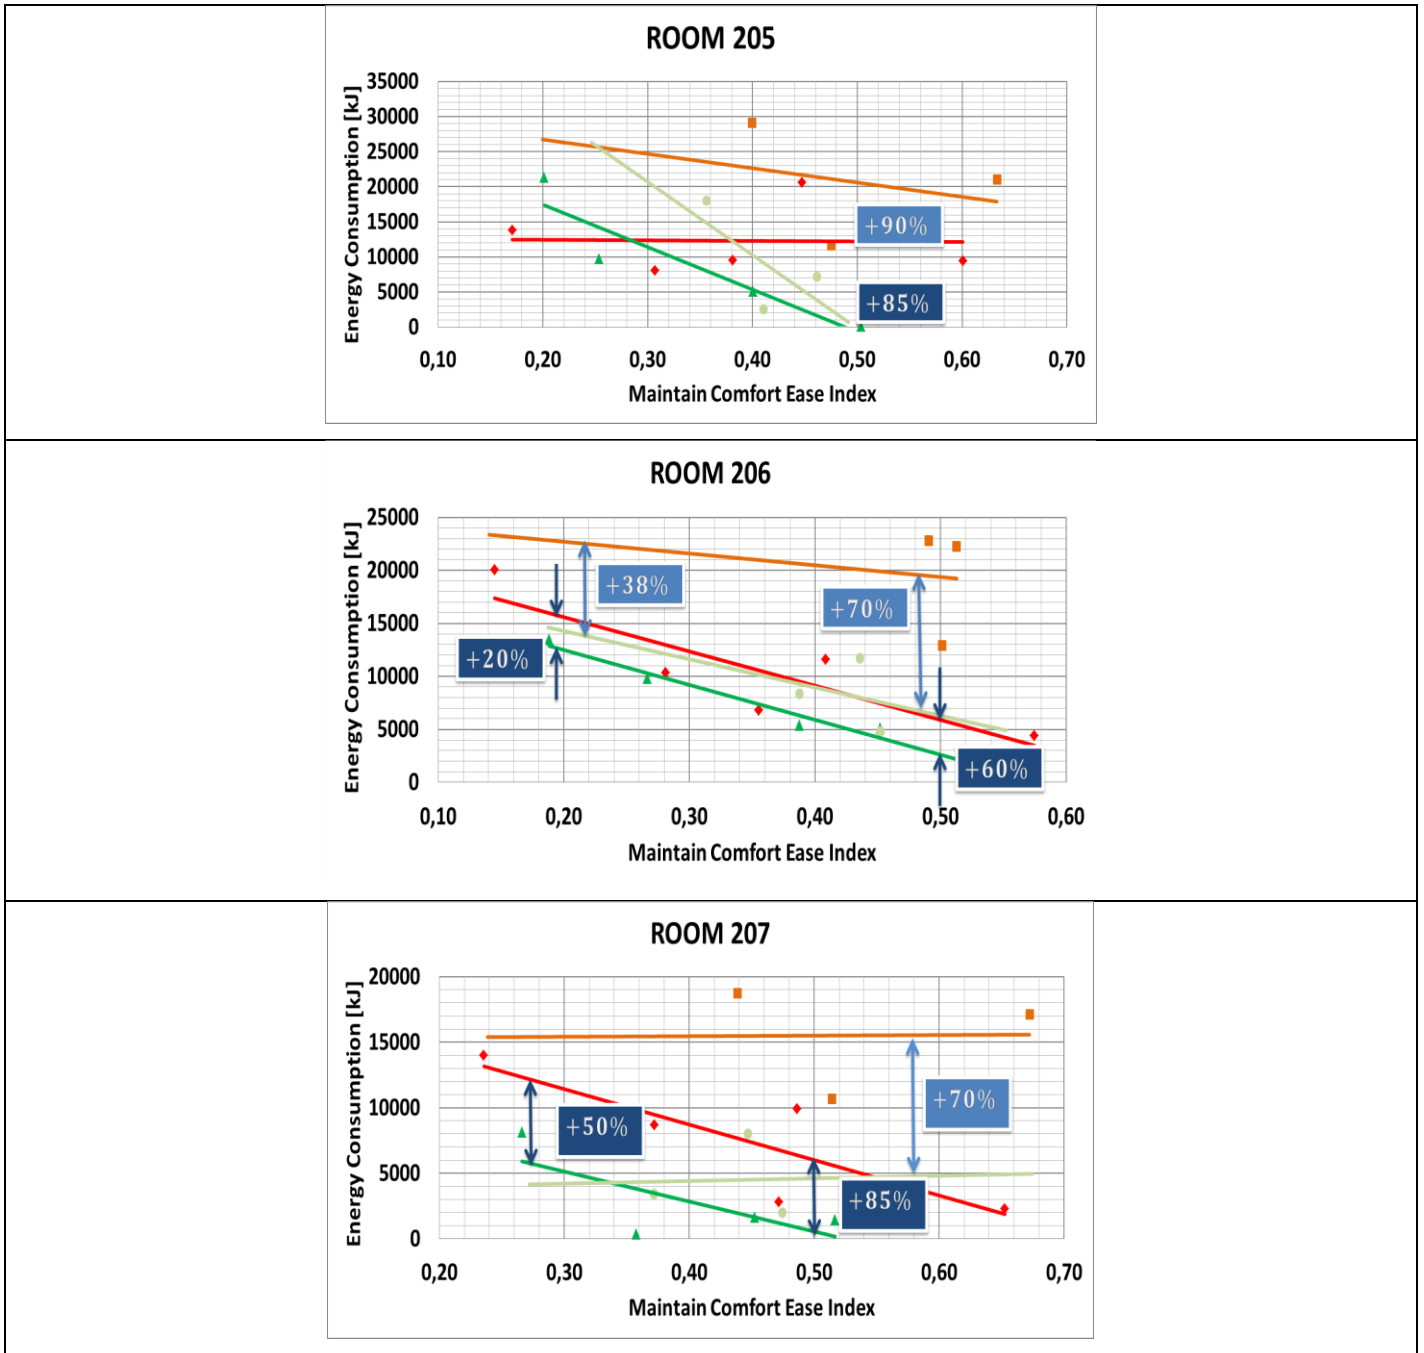 ROOM 205
Energy Consumption [kJ]
35000
30000
25000
20000
15000
10000
5000
0
+90%
+85%
0,10 0,20 0,30 0,40 0,50 0,60 0,70
Maintain Comfort Ease Index
ROOM 206
Energy Consumption [kJ]
25000
20000
15000
10000
5000
0
+38%
+70%
+20%
+60%
0,10 0,20 0,30 0,40 0,50 0,60
Maintain Comfort Ease Index
ROOM 207
Energy Consumption [kJ]
20000
15000
10000
5000
0
+70%
+50%
+85%
0,20 0,30 0,40 0,50 0,60 0,70
Maintain Comfort Ease Index